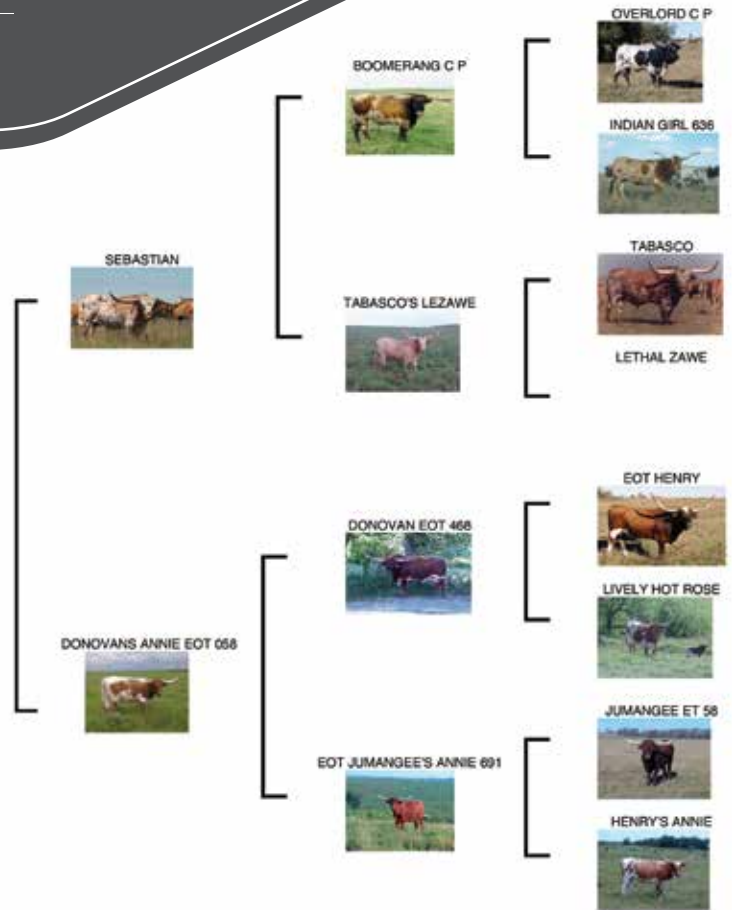 OVERLORD C P
BOOMERANG C P
INDIAN GIRL 636
SEBASTIAN
TABASCO
TABASCO'S LEZAWE
LETHAL ZAWE
EOT HENRY
DONOVAN EOT 468
LIVELY HOT ROSE
DONOVANS ANNIE EOT 058
JUMANGEE ET 58
EOT JUMANGEE'S ANNIE 691
HENRY'S ANNIE